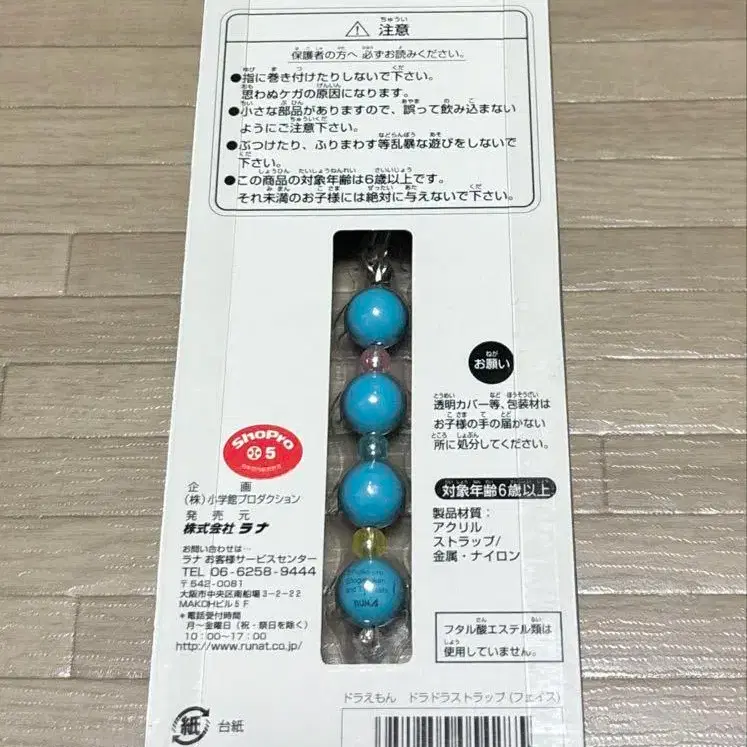 注意
保護者の方へ 必ずお読みください。
●指に巻き付けたりしないで下さい。
思わぬケガの原因になります。
●小さな部品がありますので、誤って飲み込まない
ようにご注意下さい。
●ぶつけたり、ふりまわす等乱暴な遊びをしないで
下さい。
●この商品の対象年齢は6歳以上です。
それ未満のお子様には絶対に与えないで下さい。
お願い
透明カバー等、包装材は
お子様の手の届かない
所に処分してください。
対象年齢6歳以上
製品材質:
アクリル
ストラップ/
金属・ナイロン
フタル酸エステル類は
使用していません。
ShoPro
5
企 画
(株)小学館プロダクション
発 売 元
株式会社 ラナ
お問い合わせは…
ラナ お客様サービスセンター
TEL 06-6258-9444
〒542-0081
大阪市中央区南船場3-2-22
MAKOHビル5F
*電話受付時間
月〜金曜日(祝・祭日を除く)
10:00〜17:00
http://www.runat.co.jp/
紙 台紙
ドラえもん ドラドラストラップ(フェイス)